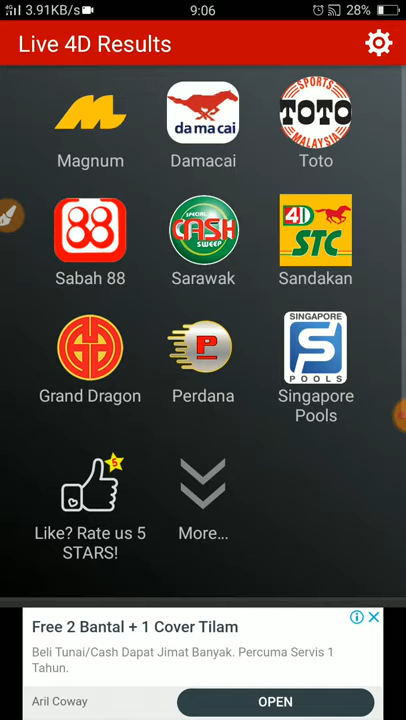 4G 3.91KB/s 9:06 28%
Live 4D Results
da ma cai
SPORTS
TOTO
MALAYSIA
Magnum Damacai Toto
88
SPECIAL
CASH
SWEEP
4D
STC
Sabah 88 Sarawak Sandakan
P
SINGAPORE
S
POOLS
Grand Dragon Perdana Singapore
Pools
5
Like? Rate us 5
STARS!
More...
Free 2 Bantal + 1 Cover Tilam
Beli Tunai/Cash Dapat Jimat Banyak. Percuma Servis 1
Tahun.
Aril Coway
OPEN